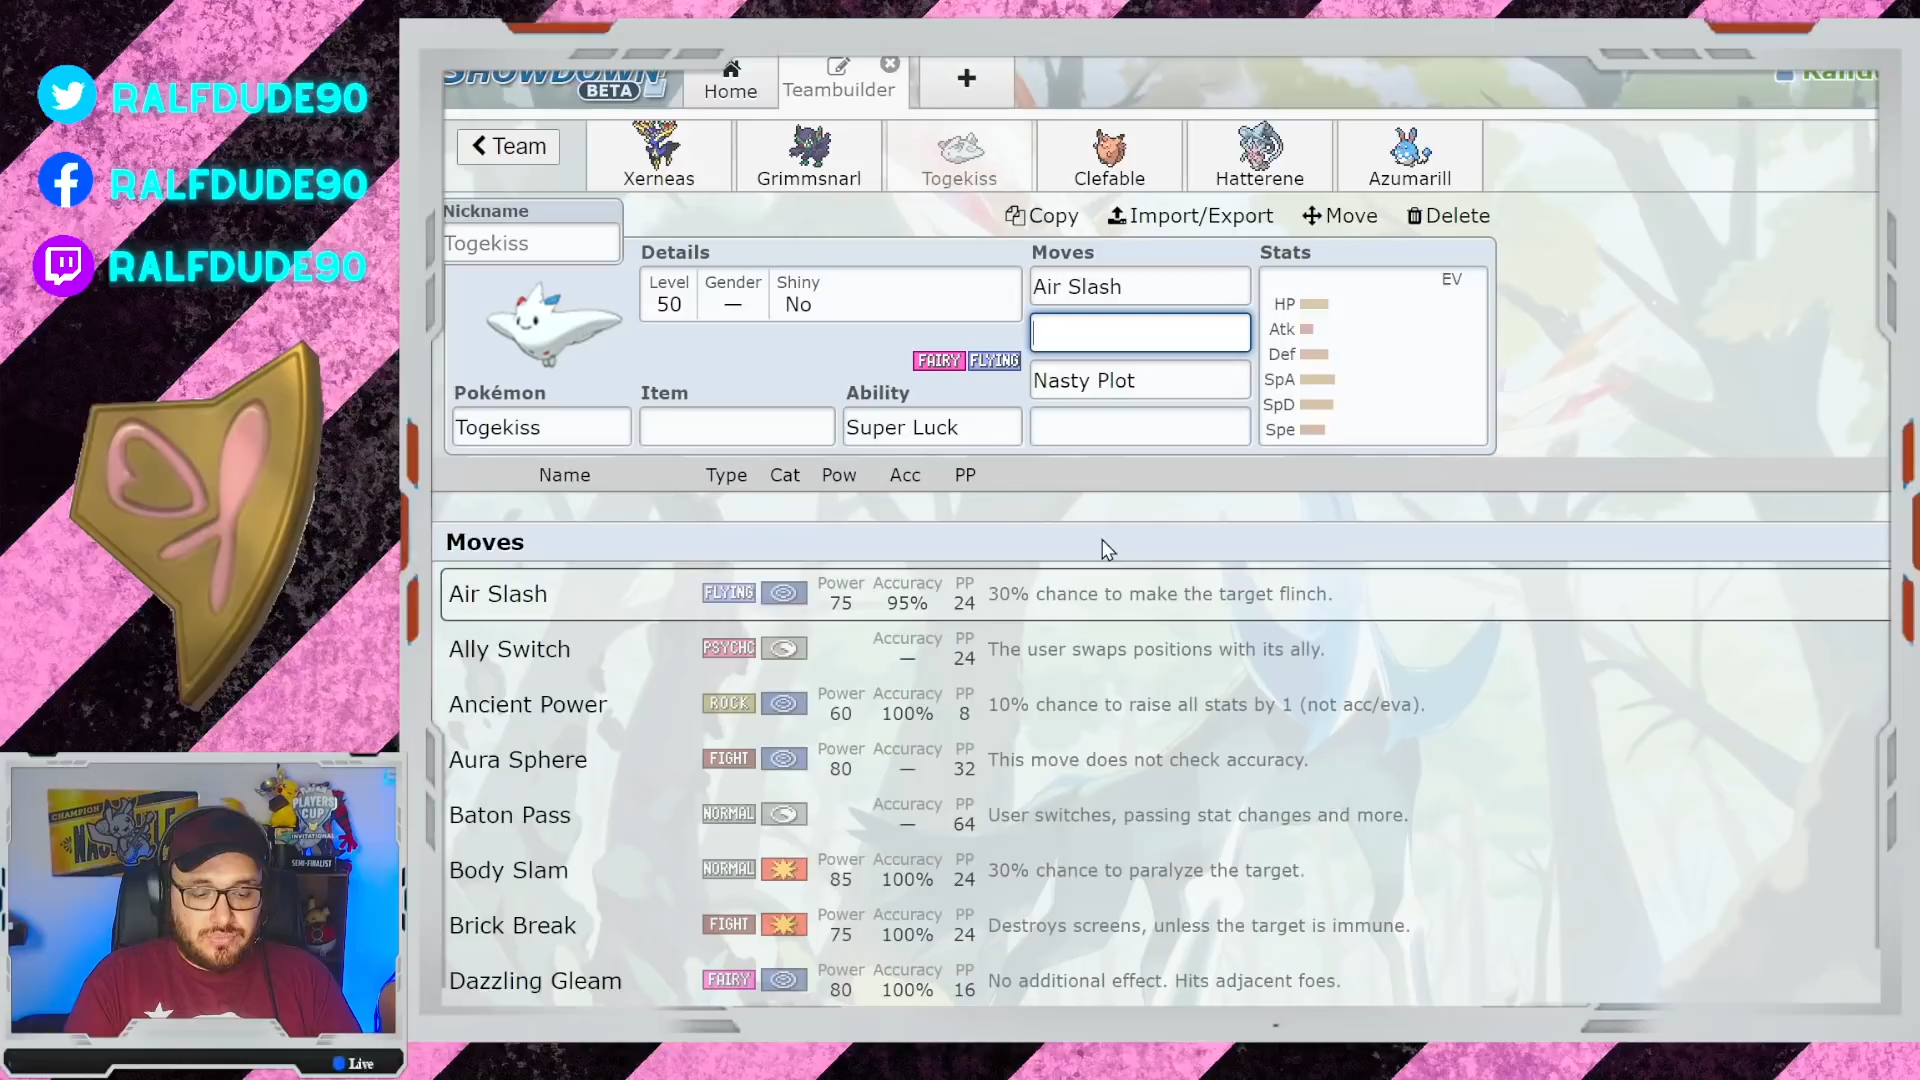 RALFDUDE90
RALFDUDE90
RALFDUDE90
SHOWDOWN
BETA
Home
Teambuilder
+
Team
Xerneas
Grimmsnarl
Togekiss
Clefable
Hatterene
Azumarill
Copy
Import/Export
Move
Delete
Nickname
Togekiss
Details
Level
50
Gender
—
Shiny
No
FAIRY FLYING
Pokémon
Togekiss
Item
Ability
Super Luck
Moves
Air Slash
Nasty Plot
Stats
EV
HP
Atk
Def
SpA
SpD
Spe
Name Type Cat Pow Acc PP
Moves
Air Slash FLYING Power 75 Accuracy 95% PP 24 30% chance to make the target flinch.
Ally Switch PSYCHC Accuracy — PP 24 The user swaps positions with its ally.
Ancient Power ROCK Power 60 Accuracy 100% PP 8 10% chance to raise all stats by 1 (not acc/eva).
Aura Sphere FIGHT Power 80 Accuracy — PP 32 This move does not check accuracy.
Baton Pass NORMAL Accuracy — PP 64 User switches, passing stat changes and more.
Body Slam NORMAL Power 85 Accuracy 100% PP 24 30% chance to paralyze the target.
Brick Break FIGHT Power 75 Accuracy 100% PP 24 Destroys screens, unless the target is immune.
Dazzling Gleam FAIRY Power 80 Accuracy 100% PP 16 No additional effect. Hits adjacent foes.
CHAMPION
PLAYERS
CUP
INVITATIONAL
SEMI-FINALIST
Live